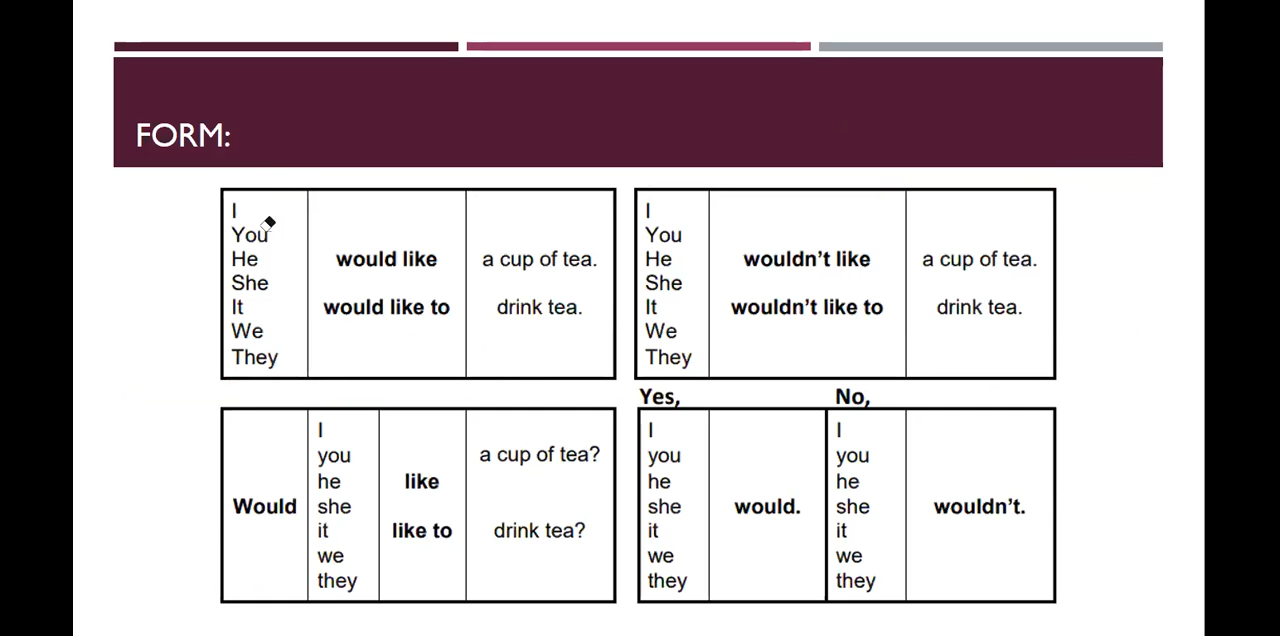 FORM:
I
You
He
She
It
We
They
would like
would like to
a cup of tea.
drink tea.
I
You
He
She
It
We
They
wouldn’t like
wouldn’t like to
a cup of tea.
drink tea.
Would
I
you
he
she
it
we
they
like
like to
a cup of tea?
drink tea?
Yes,
I
you
he
she
it
we
they
would.
No,
I
you
he
she
it
we
they
wouldn’t.